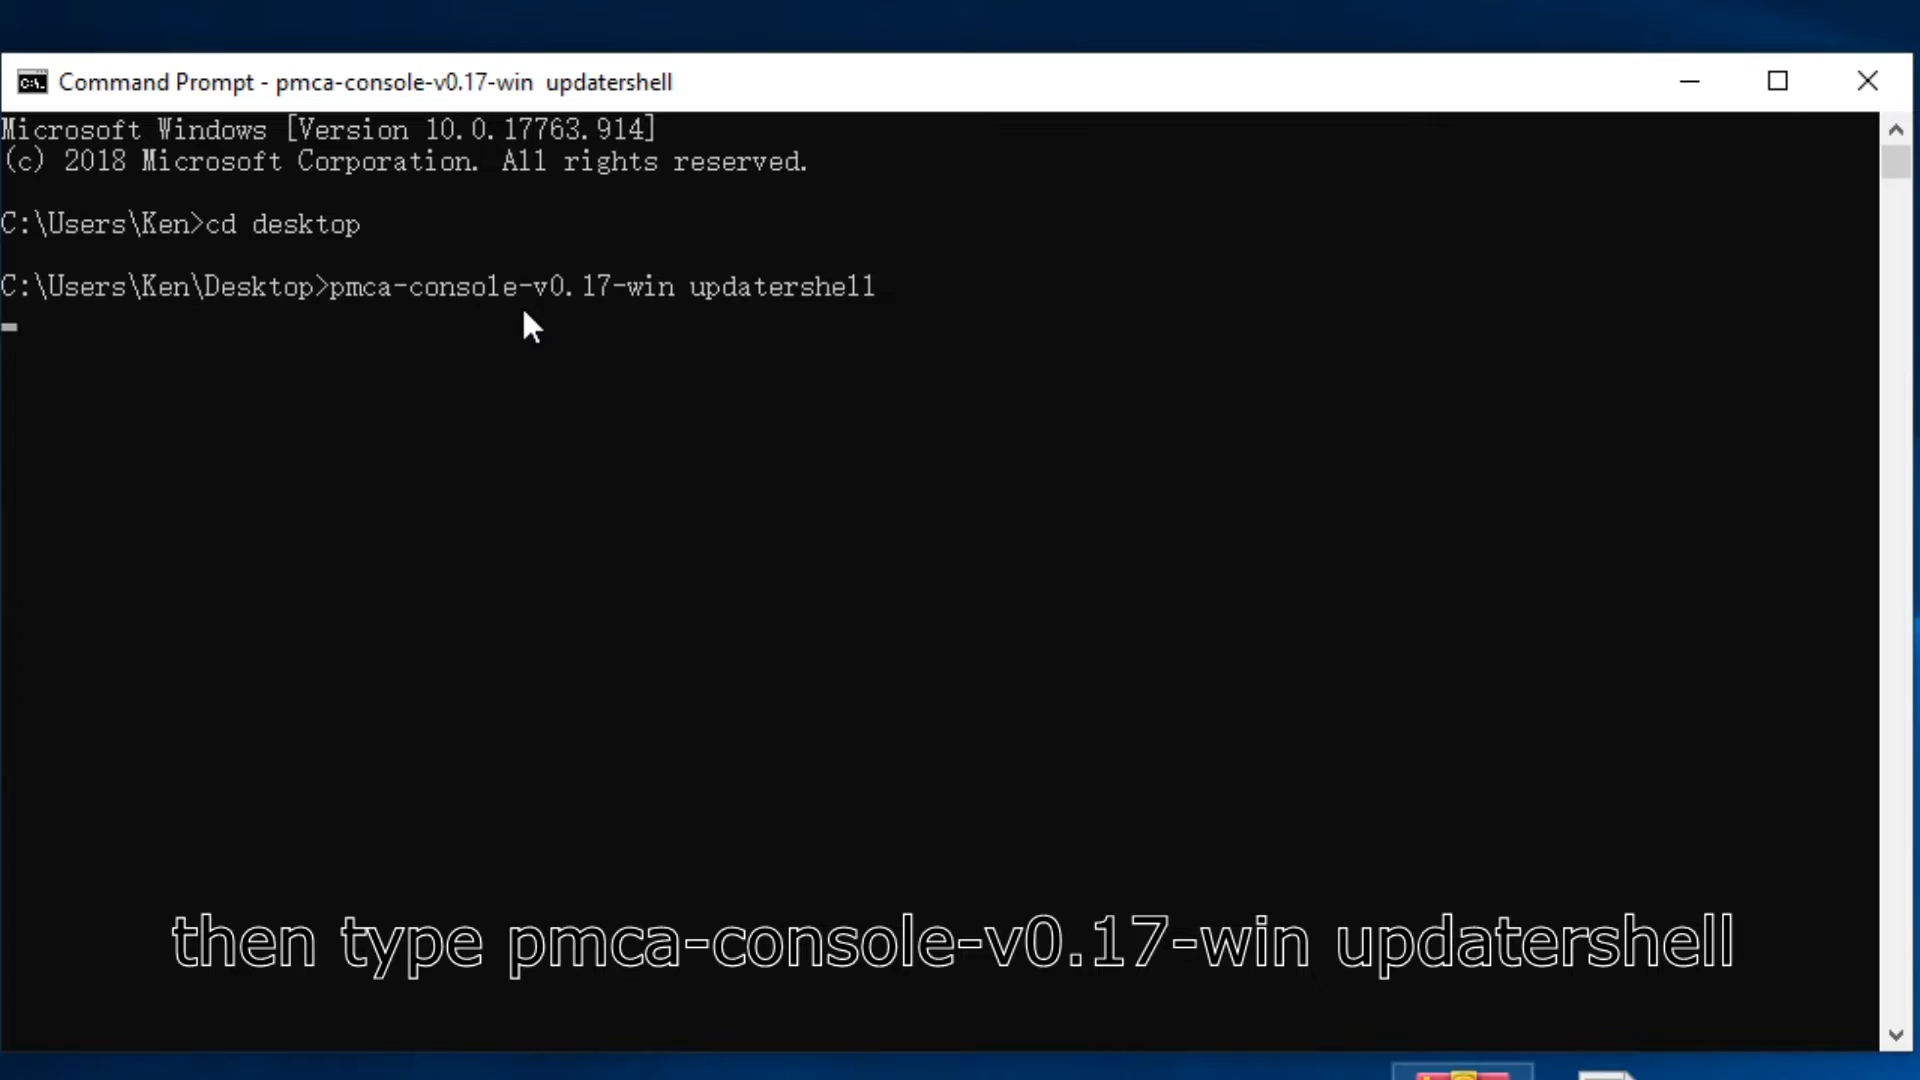 Command Prompt - pmca-console-v0.17-win  updatershell
Microsoft Windows [Version 10.0.17763.914]
(c) 2018 Microsoft Corporation. All rights reserved.
C:\Users\Ken>cd desktop
C:\Users\Ken\Desktop>pmca-console-v0.17-win updatershell
then type pmca-console-v0.17-win updatershell